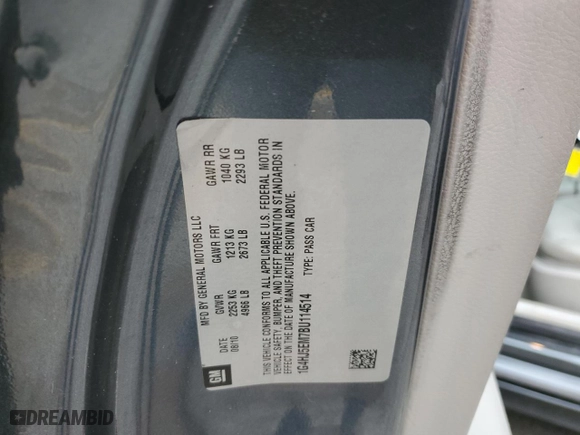 MFD BY GENERAL MOTORS LLC
DATE GVWR GAWR FRT GAWR RR
08/10 2253 KG 1213 KG 1040 KG
4966 LB 2673 LB 2293 LB
THIS VEHICLE CONFORMS TO ALL APPLICABLE U.S. FEDERAL MOTOR
VEHICLE SAFETY, BUMPER, AND THEFT PREVENTION STANDARDS IN
EFFECT ON THE DATE OF MANUFACTURE SHOWN ABOVE.
1G4HJ5EM7BU114514 TYPE: PASS CAR
GM
DREAMBID